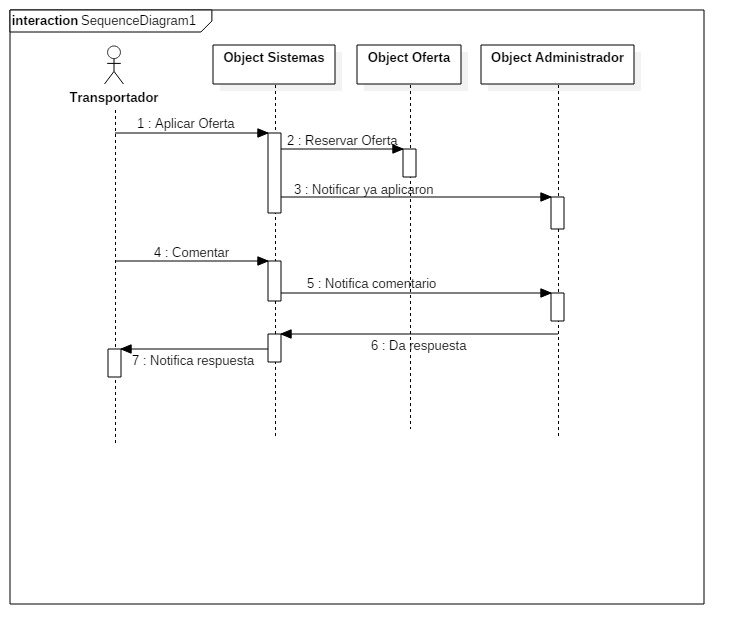 interaction SequenceDiagram1
Transportador
Object Sistemas
Object Oferta
Object Administrador
1 : Aplicar Oferta
2 : Reservar Oferta
3 : Notificar ya aplicaron
4 : Comentar
5 : Notifica comentario
6 : Da respuesta
7 : Notifica respuesta